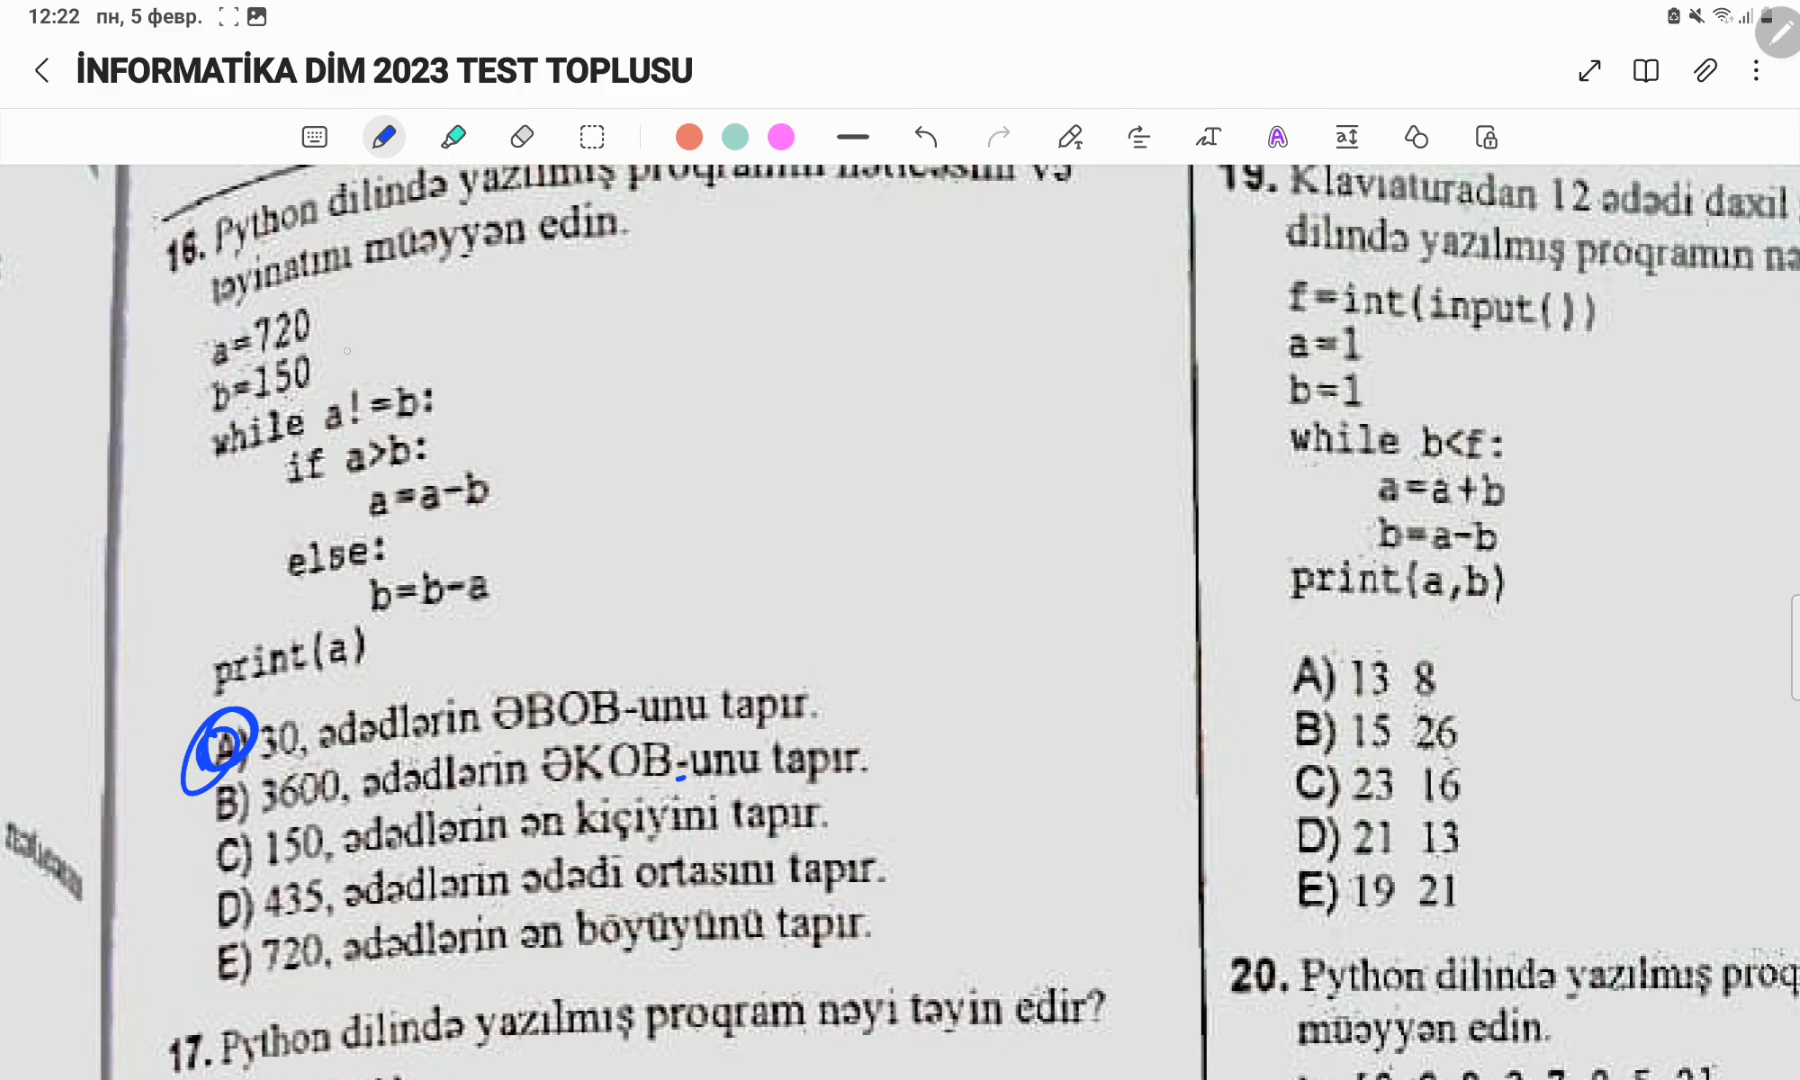 12:22 пн, 5 февр.
İNFORMATİKA DİM 2023 TEST TOPLUSU
16. Python dilində yazılmış proqramın nəticəsini və
təyinatını müəyyən edin.
a=720
b=150
while a!=b:
if a>b:
a=a-b
else:
b=b-a
print(a)
A) 30, ədədlərin ƏBOB-unu tapır.
B) 3600, ədədlərin ƏKOB-unu tapır.
C) 150, ədədlərin ən kiçiyini tapır.
D) 435, ədədlərin ədədi ortasını tapır.
E) 720, ədədlərin ən böyüyünü tapır.
17. Python dilində yazılmış proqram nəyi təyin edir?
19. Klaviaturadan 12 ədədi daxil
dilində yazılmış proqramın nə
f=int(input())
a=1
b=1
while b<f:
a=a+b
b=a-b
print(a,b)
A) 13 8
B) 15 26
C) 23 16
D) 21 13
E) 19 21
20. Python dilində yazılmış proq
müəyyən edin.